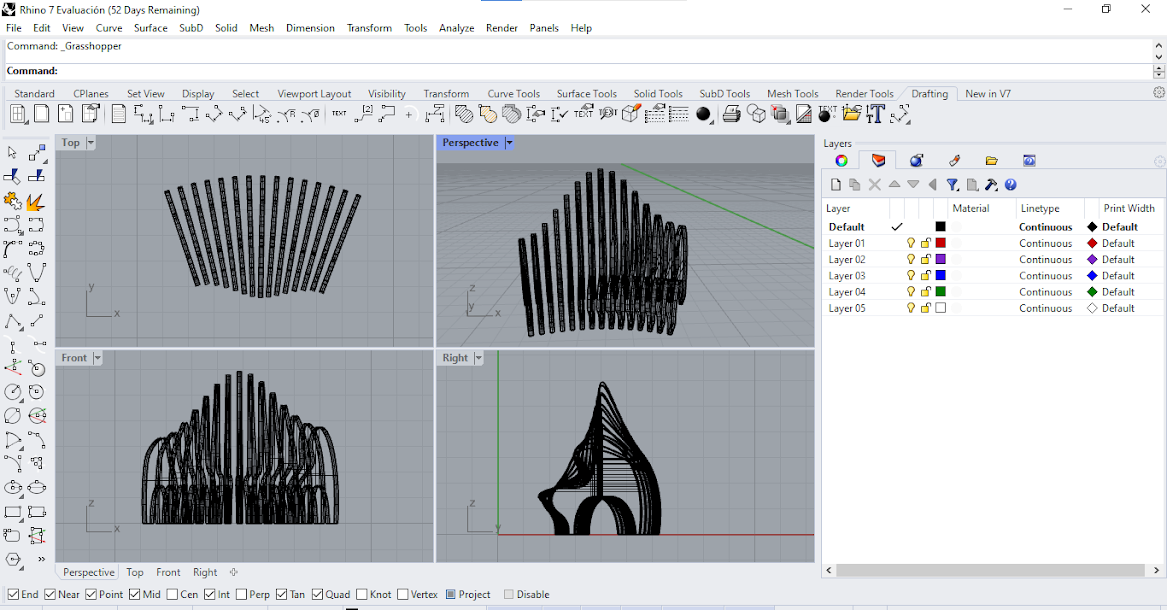 Rhino 7 Evaluación (52 Days Remaining)
File Edit View Curve Surface SubD Solid Mesh Dimension Transform Tools Analyze Render Panels Help
Command: _Grasshopper
Command:
Standard CPlanes Set View Display Select Viewport Layout Visibility Transform Curve Tools Surface Tools Solid Tools SubD Tools Mesh Tools Render Tools Drafting New in V7
TEXT TEXT TEXT T
Top
Perspective
Layers
Layer Material Linetype Print Width
Default Continuous Default
Layer 01 Continuous Default
Layer 02 Continuous Default
Layer 03 Continuous Default
Layer 04 Continuous Default
Layer 05 Continuous Default
y x
z y x
Front
Right
z x
z y
Perspective Top Front Right
End Near Point Mid Cen Int Perp Tan Quad Knot Vertex Project Disable